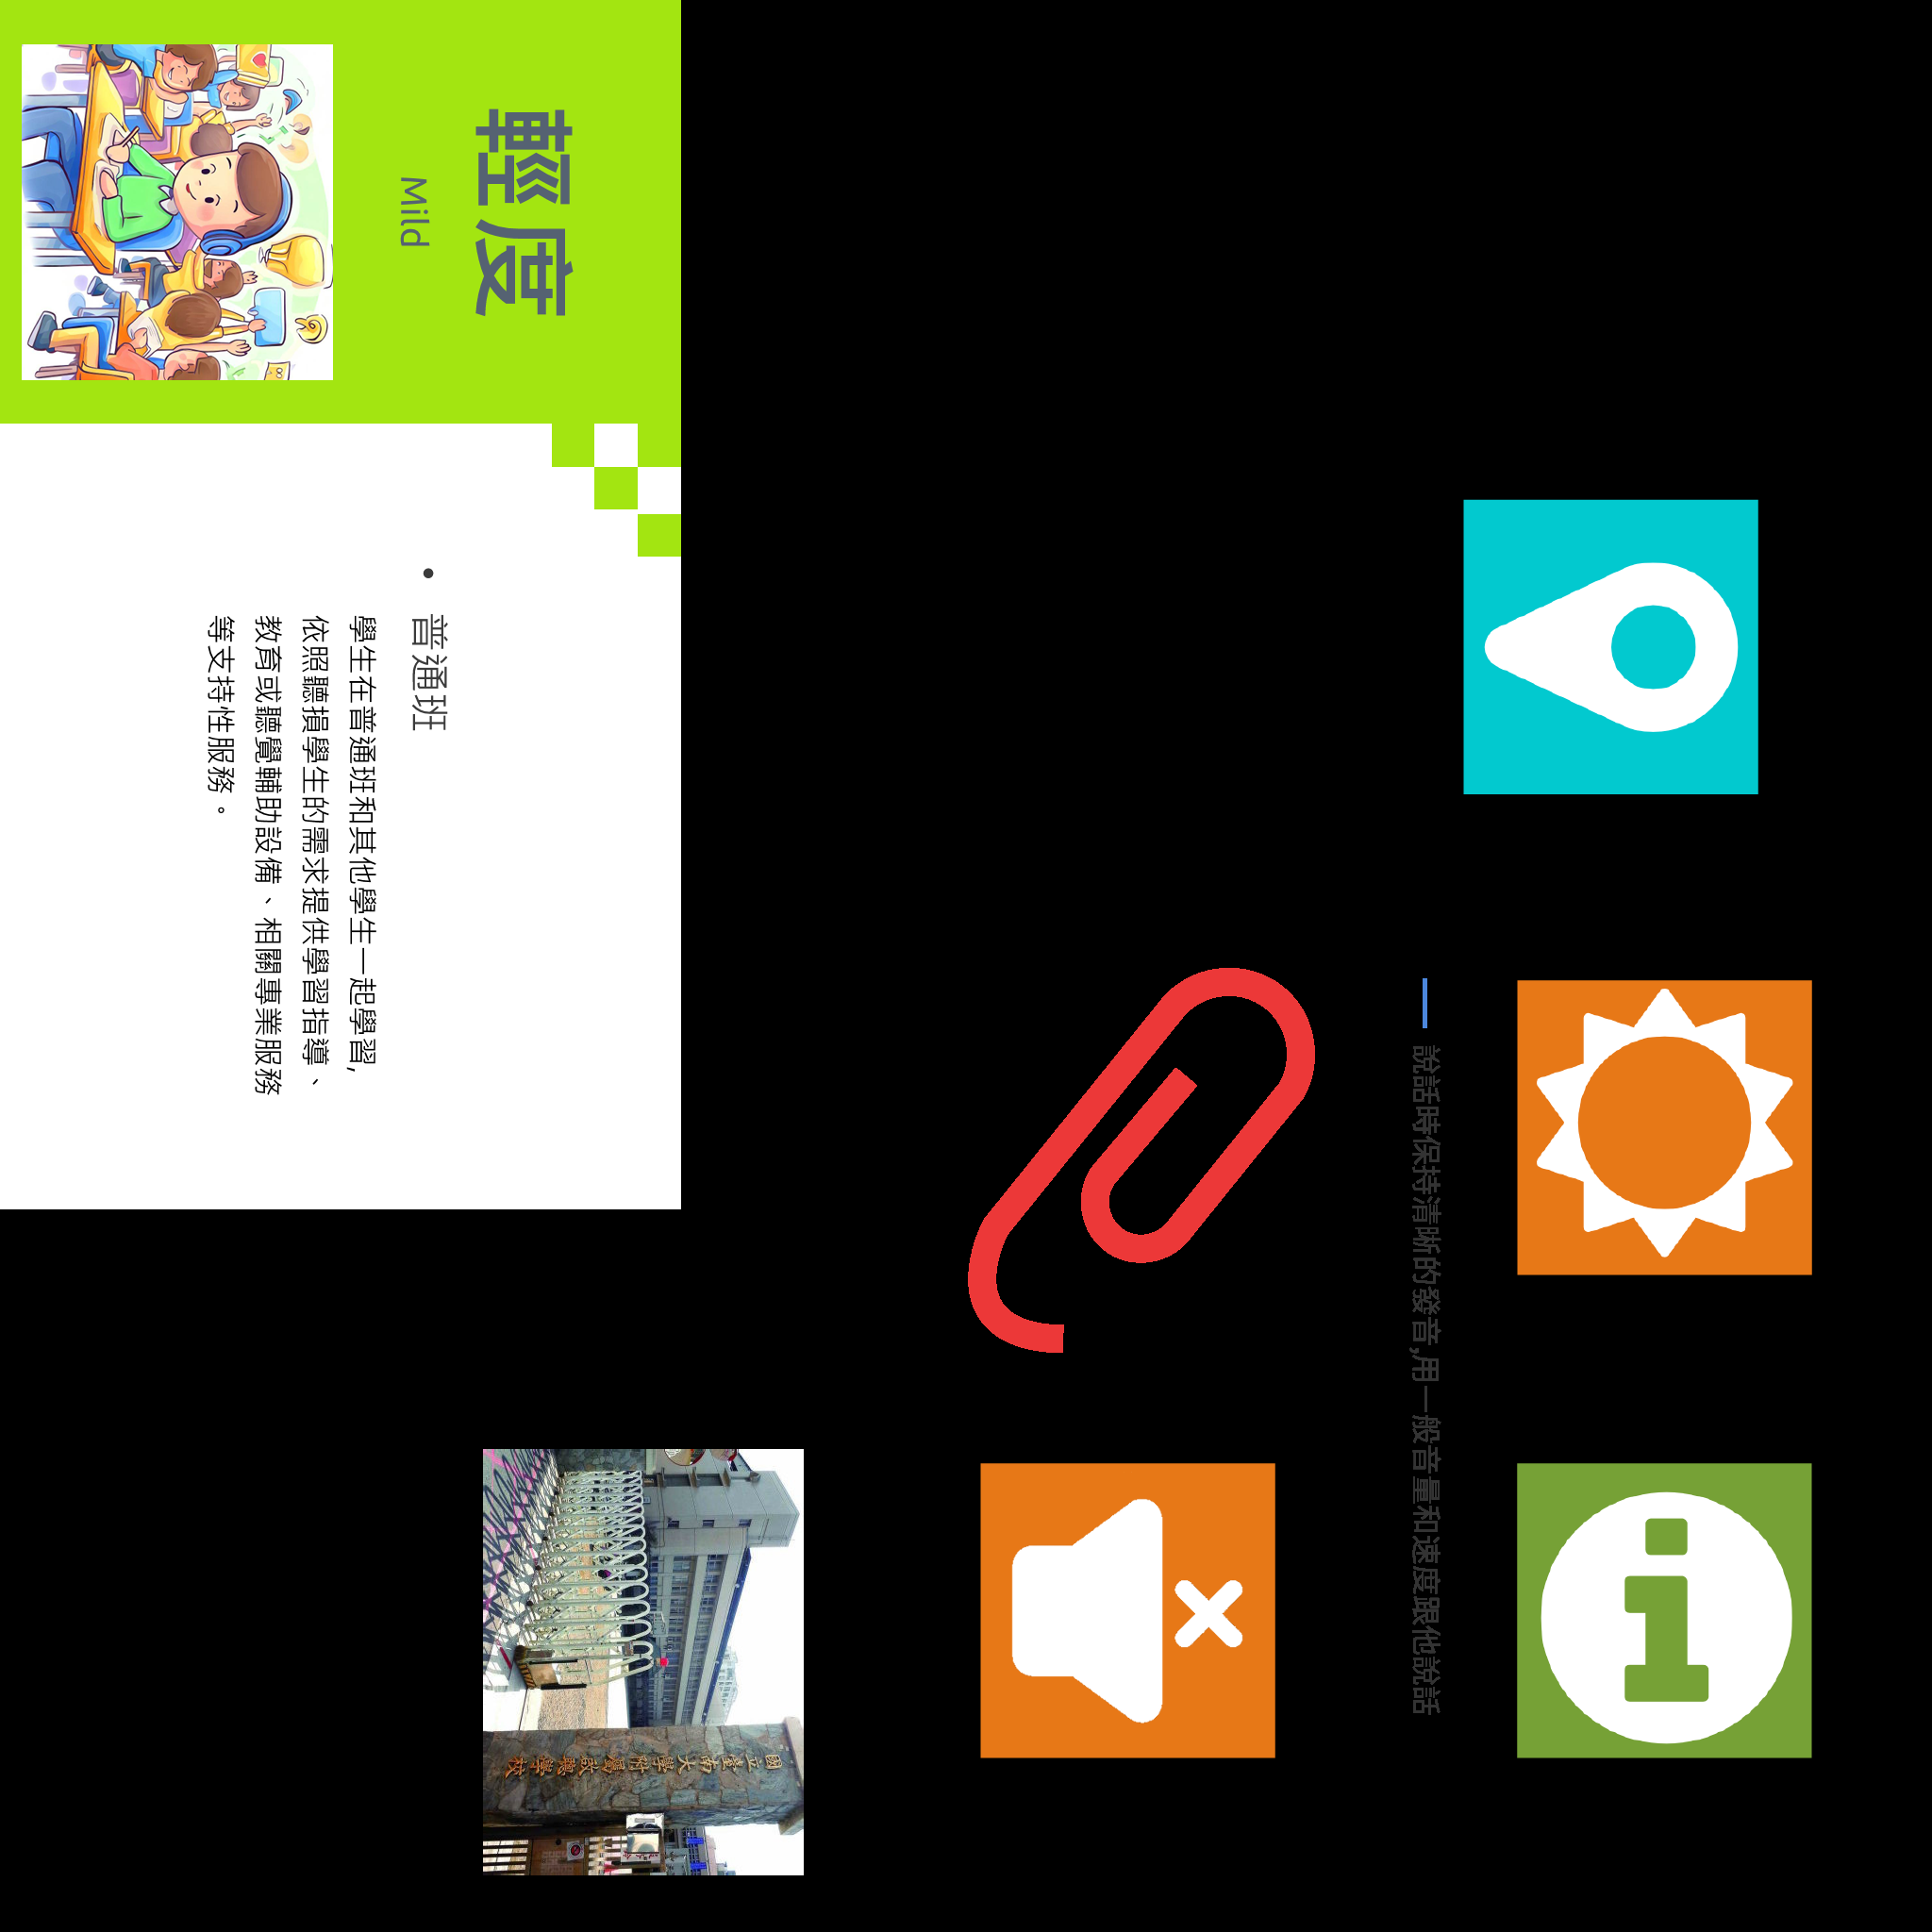 輕度
Mild
• 普通班
學生在普通班和其他學生一起學習,
依照聽損學生的需求提供學習指導、
教育或聽覺輔助設備、相關專業服務
等支持性服務。
說話時保持清晰的發音,用一般音量和速度跟他說話
國立臺南大學附屬啟聰學校